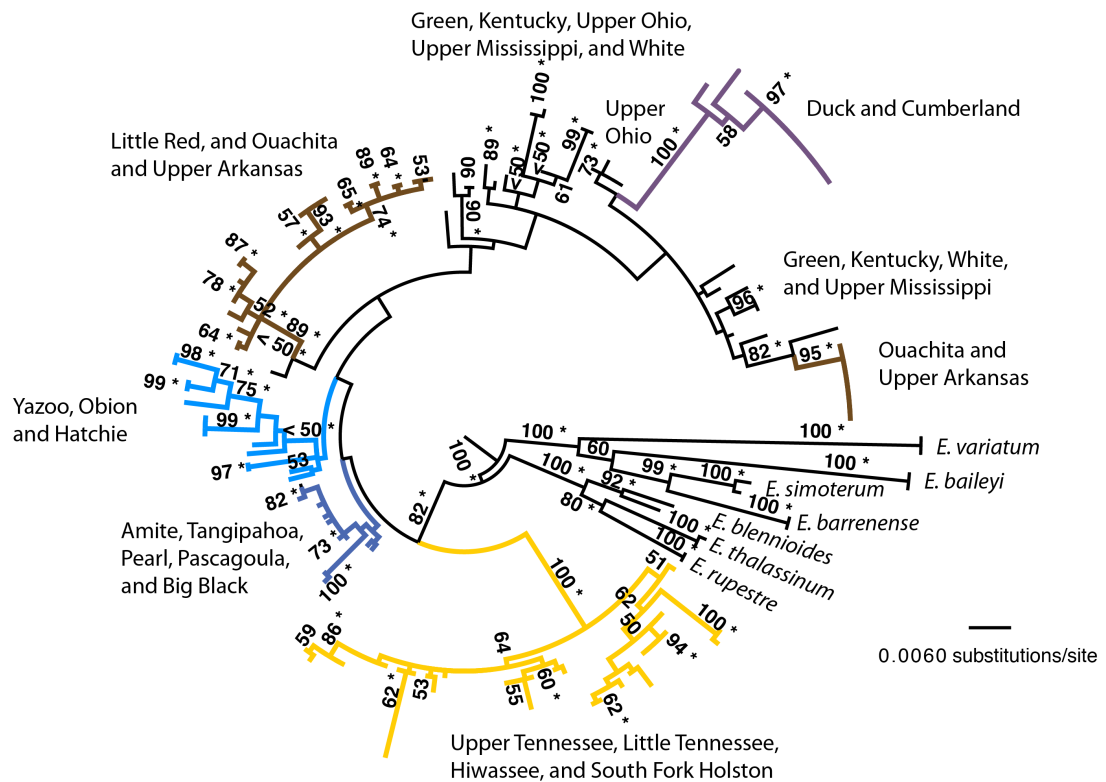 Green, Kentucky, Upper Ohio,
Upper Mississippi, and White
100 *
Upper
Ohio
97 *
Duck and Cumberland
58
100 *
Little Red, and Ouachita
and Upper Arkansas
89 *
64 *
53
65 *
74 *
93 *
57 *
90
90 *
89 *
<50 *
<50 *
99 *
61
73 *
87 *
78 *
52 *
89 *
64 *
< 50 *
Green, Kentucky, White,
and Upper Mississippi
96 *
82 *
95 *
Ouachita and
Upper Arkansas
98 *
71 *
99 *
75 *
99 *
< 50 *
97 *
53
Yazoo, Obion
and Hatchie
82 *
73 *
100 *
Amite, Tangipahoa,
Pearl, Pascagoula,
and Big Black
100 *
82 *
100 *
100 *
E. variatum
60
100 *
E. baileyi
99 *
100 *
E. simoterum
100 *
E. barrenense
100 *
92 *
E. blennioides
100 *
E. thalassinum
80 *
100 *
E. rupestre
100 *
51
62
50
100 *
94 *
62 *
59
86 *
62 *
53
64
60 *
55
0.0060 substitutions/site
Upper Tennessee, Little Tennessee,
Hiwassee, and South Fork Holston